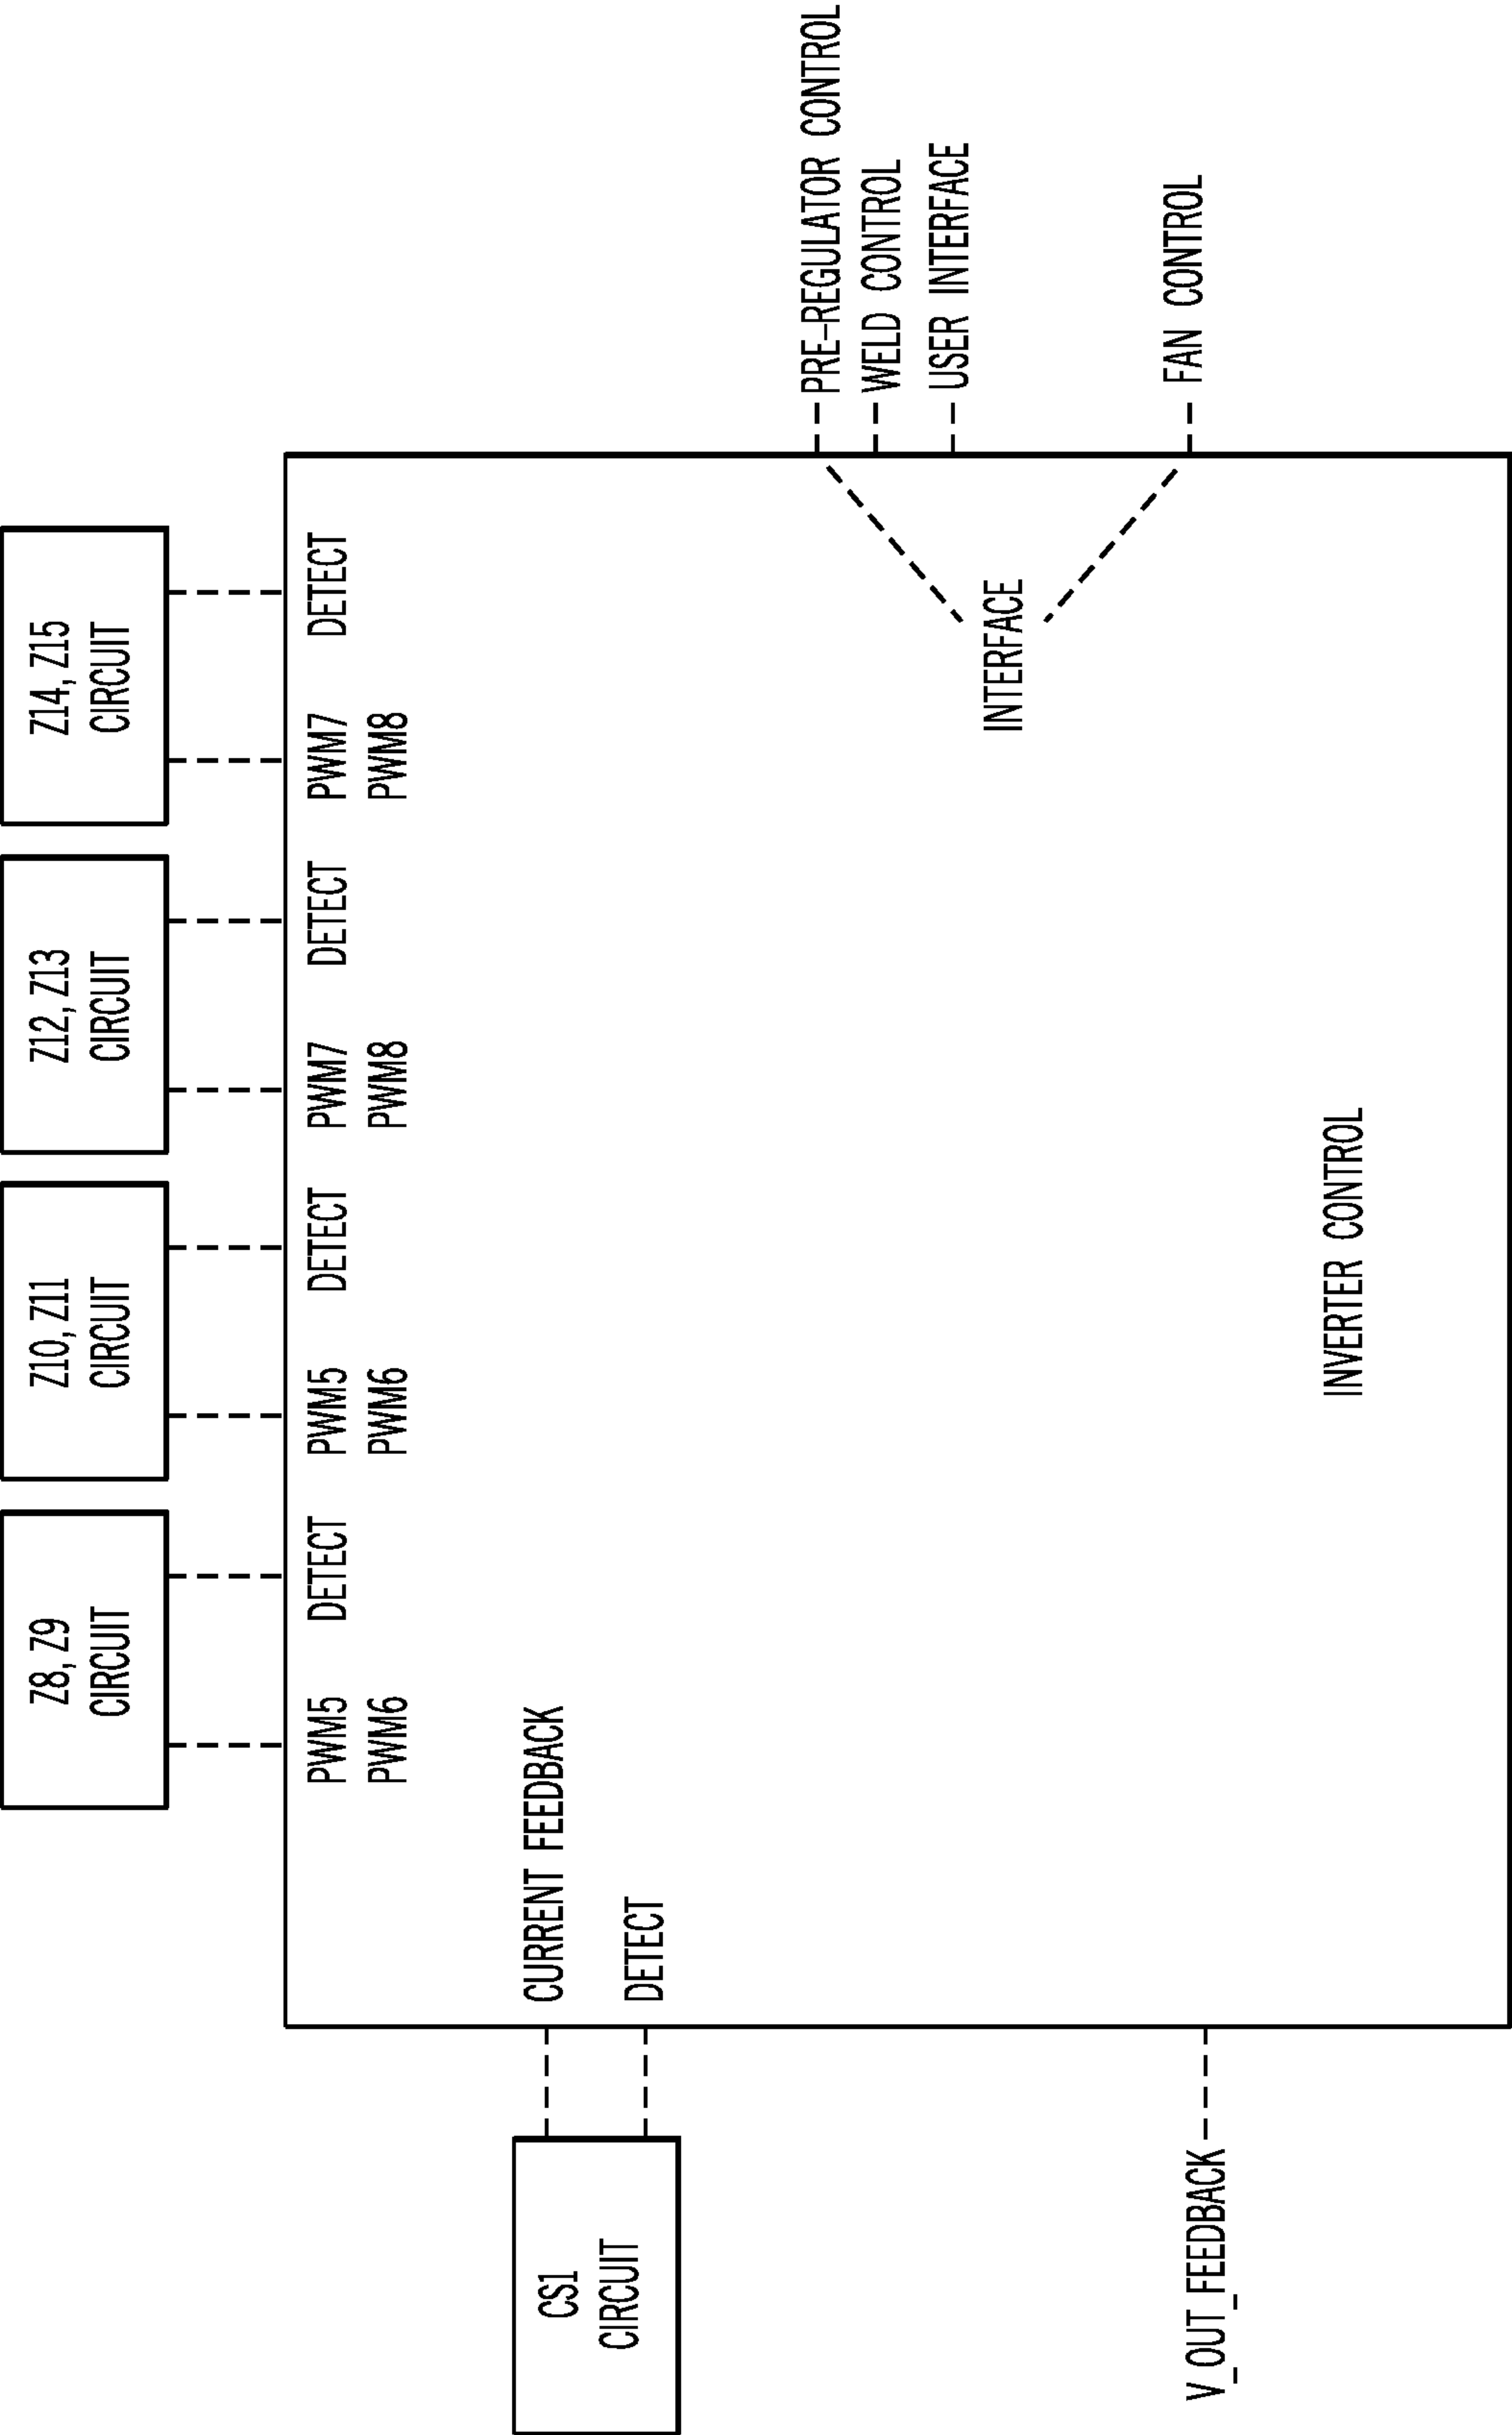 Z8, Z9
CIRCUIT
Z10, Z11
CIRCUIT
Z12, Z13
CIRCUIT
Z14, Z15
CIRCUIT
PWM5
PWM6
DETECT
PWM5
PWM6
DETECT
PWM7
PWM8
DETECT
PWM7
PWM8
DETECT
CS1
CIRCUIT
CURRENT FEEDBACK
DETECT
PRE-REGULATOR CONTROL
WELD CONTROL
USER INTERFACE
INTERFACE
FAN CONTROL
V_OUT_FEEDBACK
INVERTER CONTROL